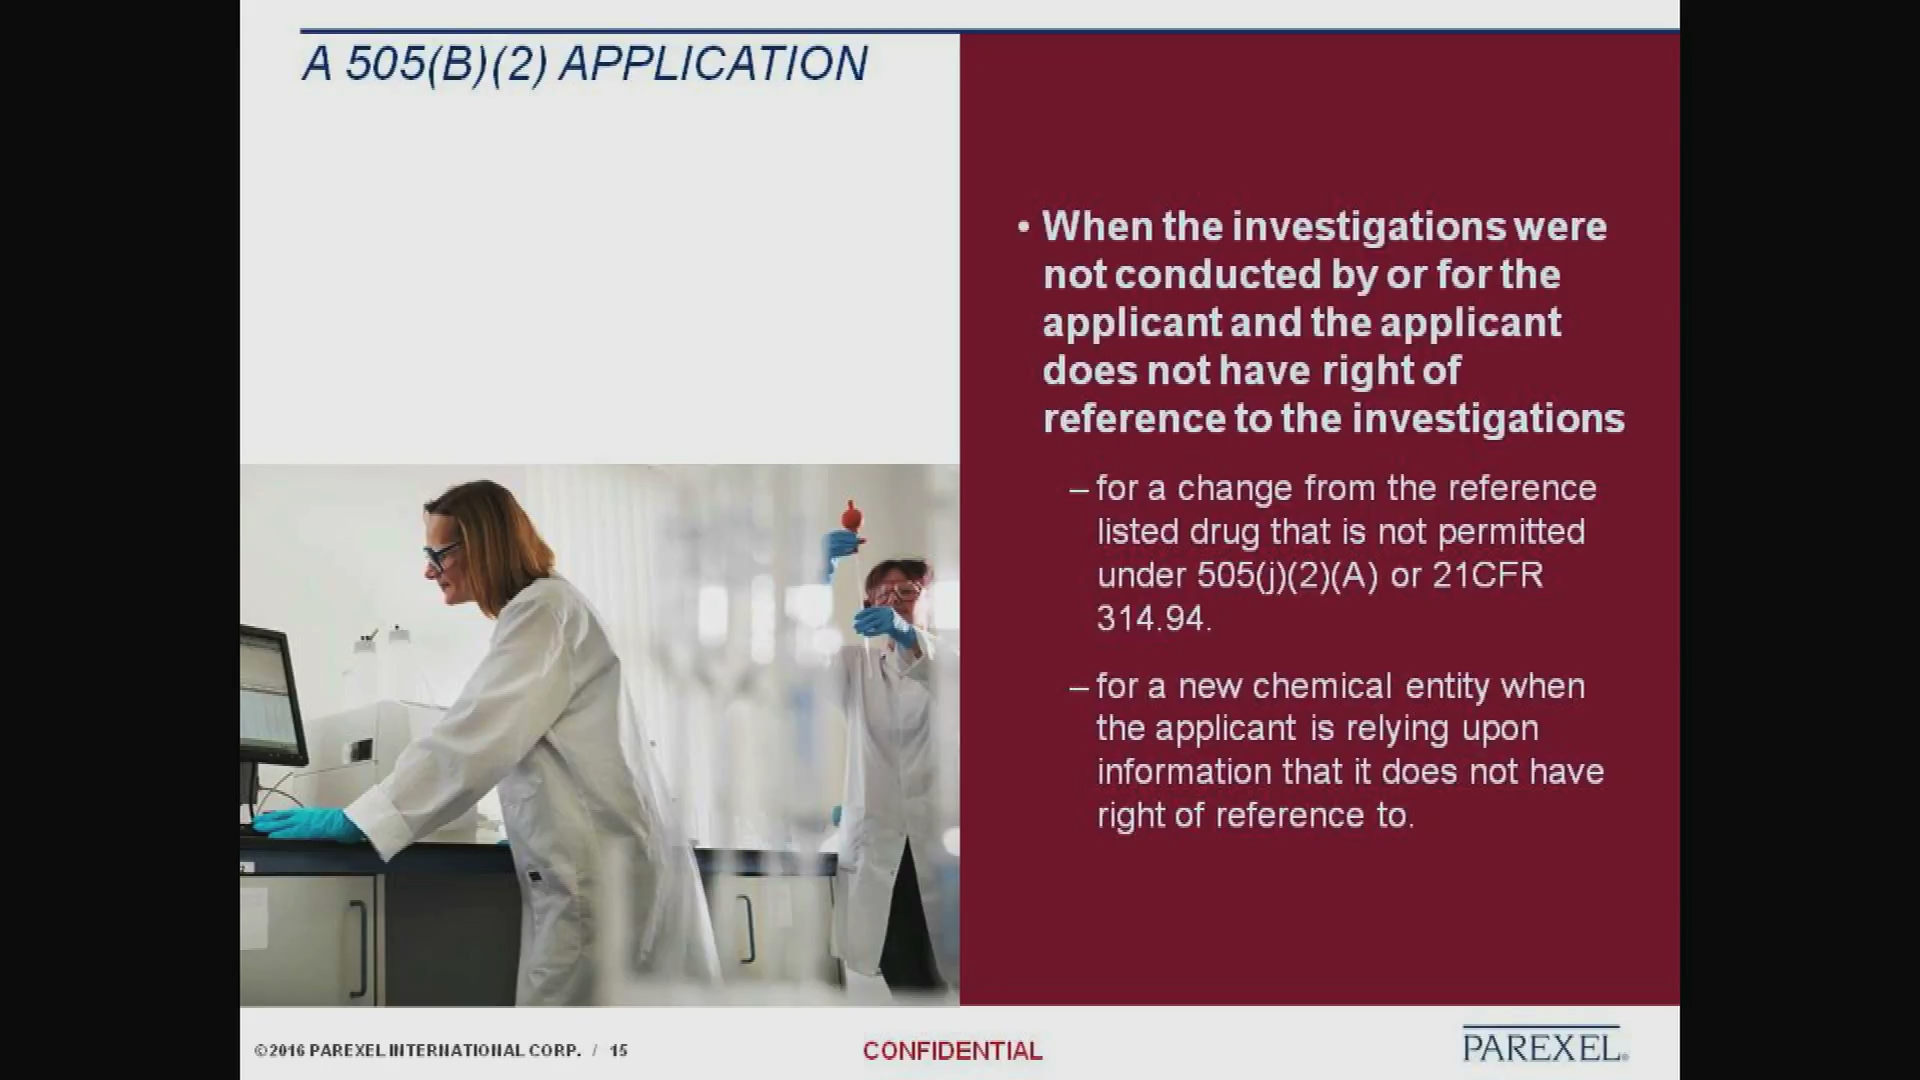 A 505(B)(2) APPLICATION
• When the investigations were
not conducted by or for the
applicant and the applicant
does not have right of
reference to the investigations
– for a change from the reference
listed drug that is not permitted
under 505(j)(2)(A) or 21CFR
314.94.
– for a new chemical entity when
the applicant is relying upon
information that it does not have
right of reference to.
©2016 PAREXEL INTERNATIONAL CORP. / 15
CONFIDENTIAL
PAREXEL®